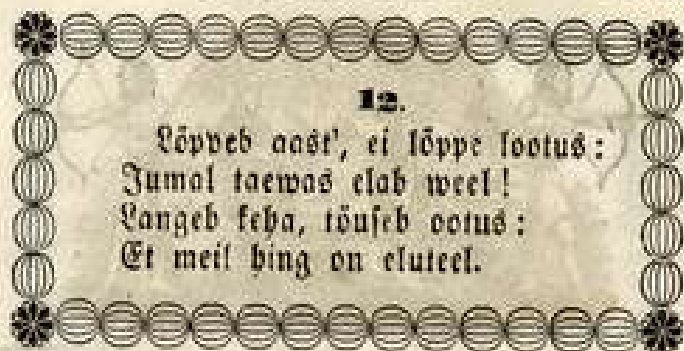 12.
Lõppeb aast', ei lõppe lootus:
Jumal taewas elab weel!
Langeb keha, tõuseb ootus:
Et meil hing on eluteel.